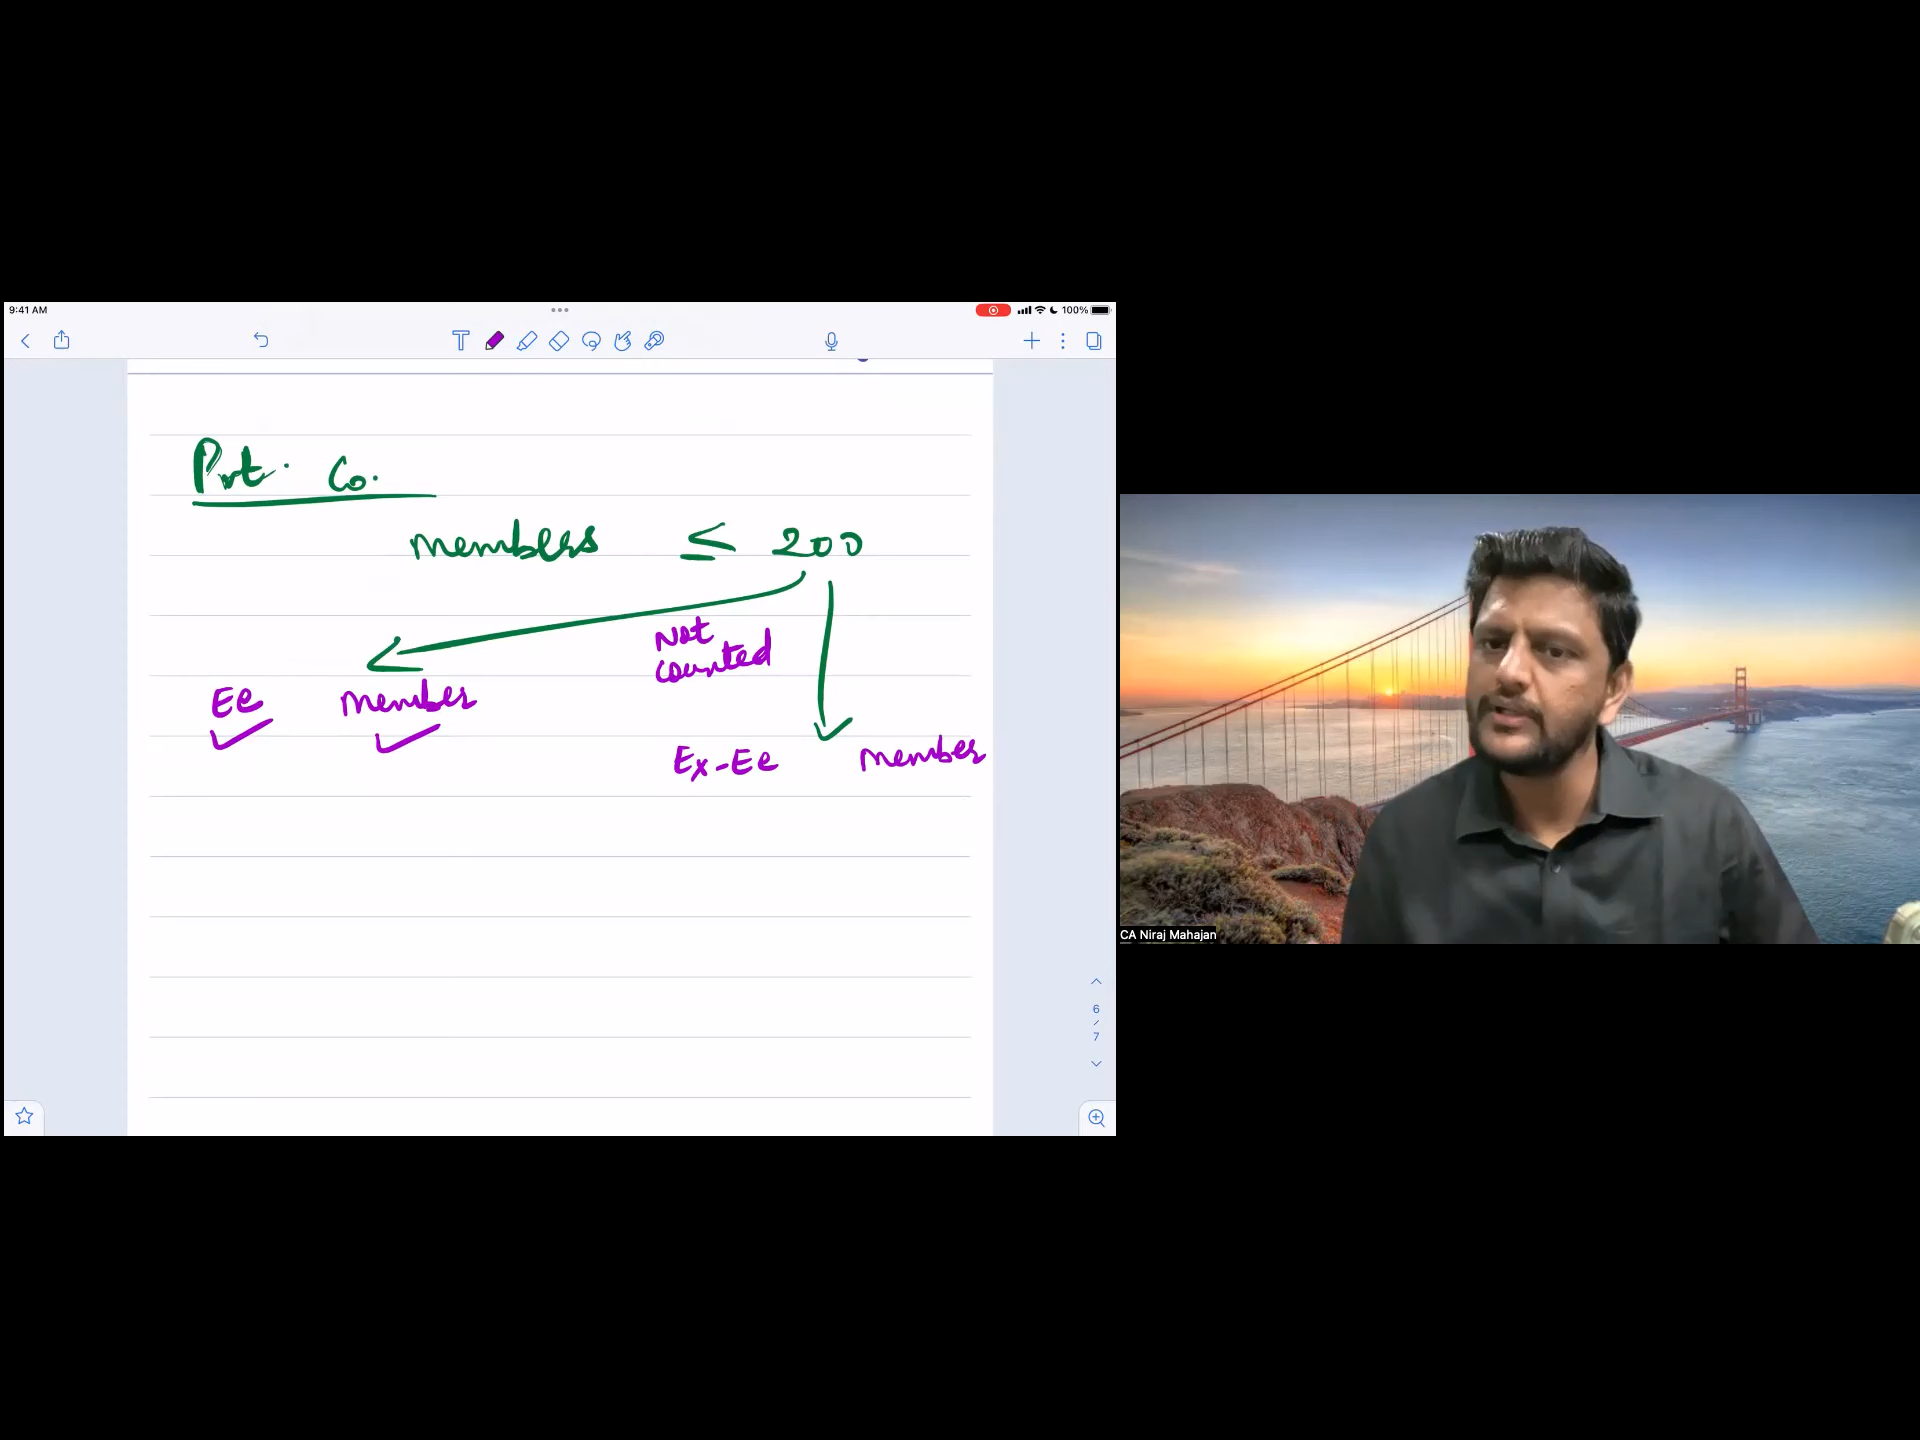 9:41 AM
100%
Pvt. Co.
members ≤ 200
Not
counted
Ee member
Ex-Ee member
CA Niraj Mahajan
6
/
7